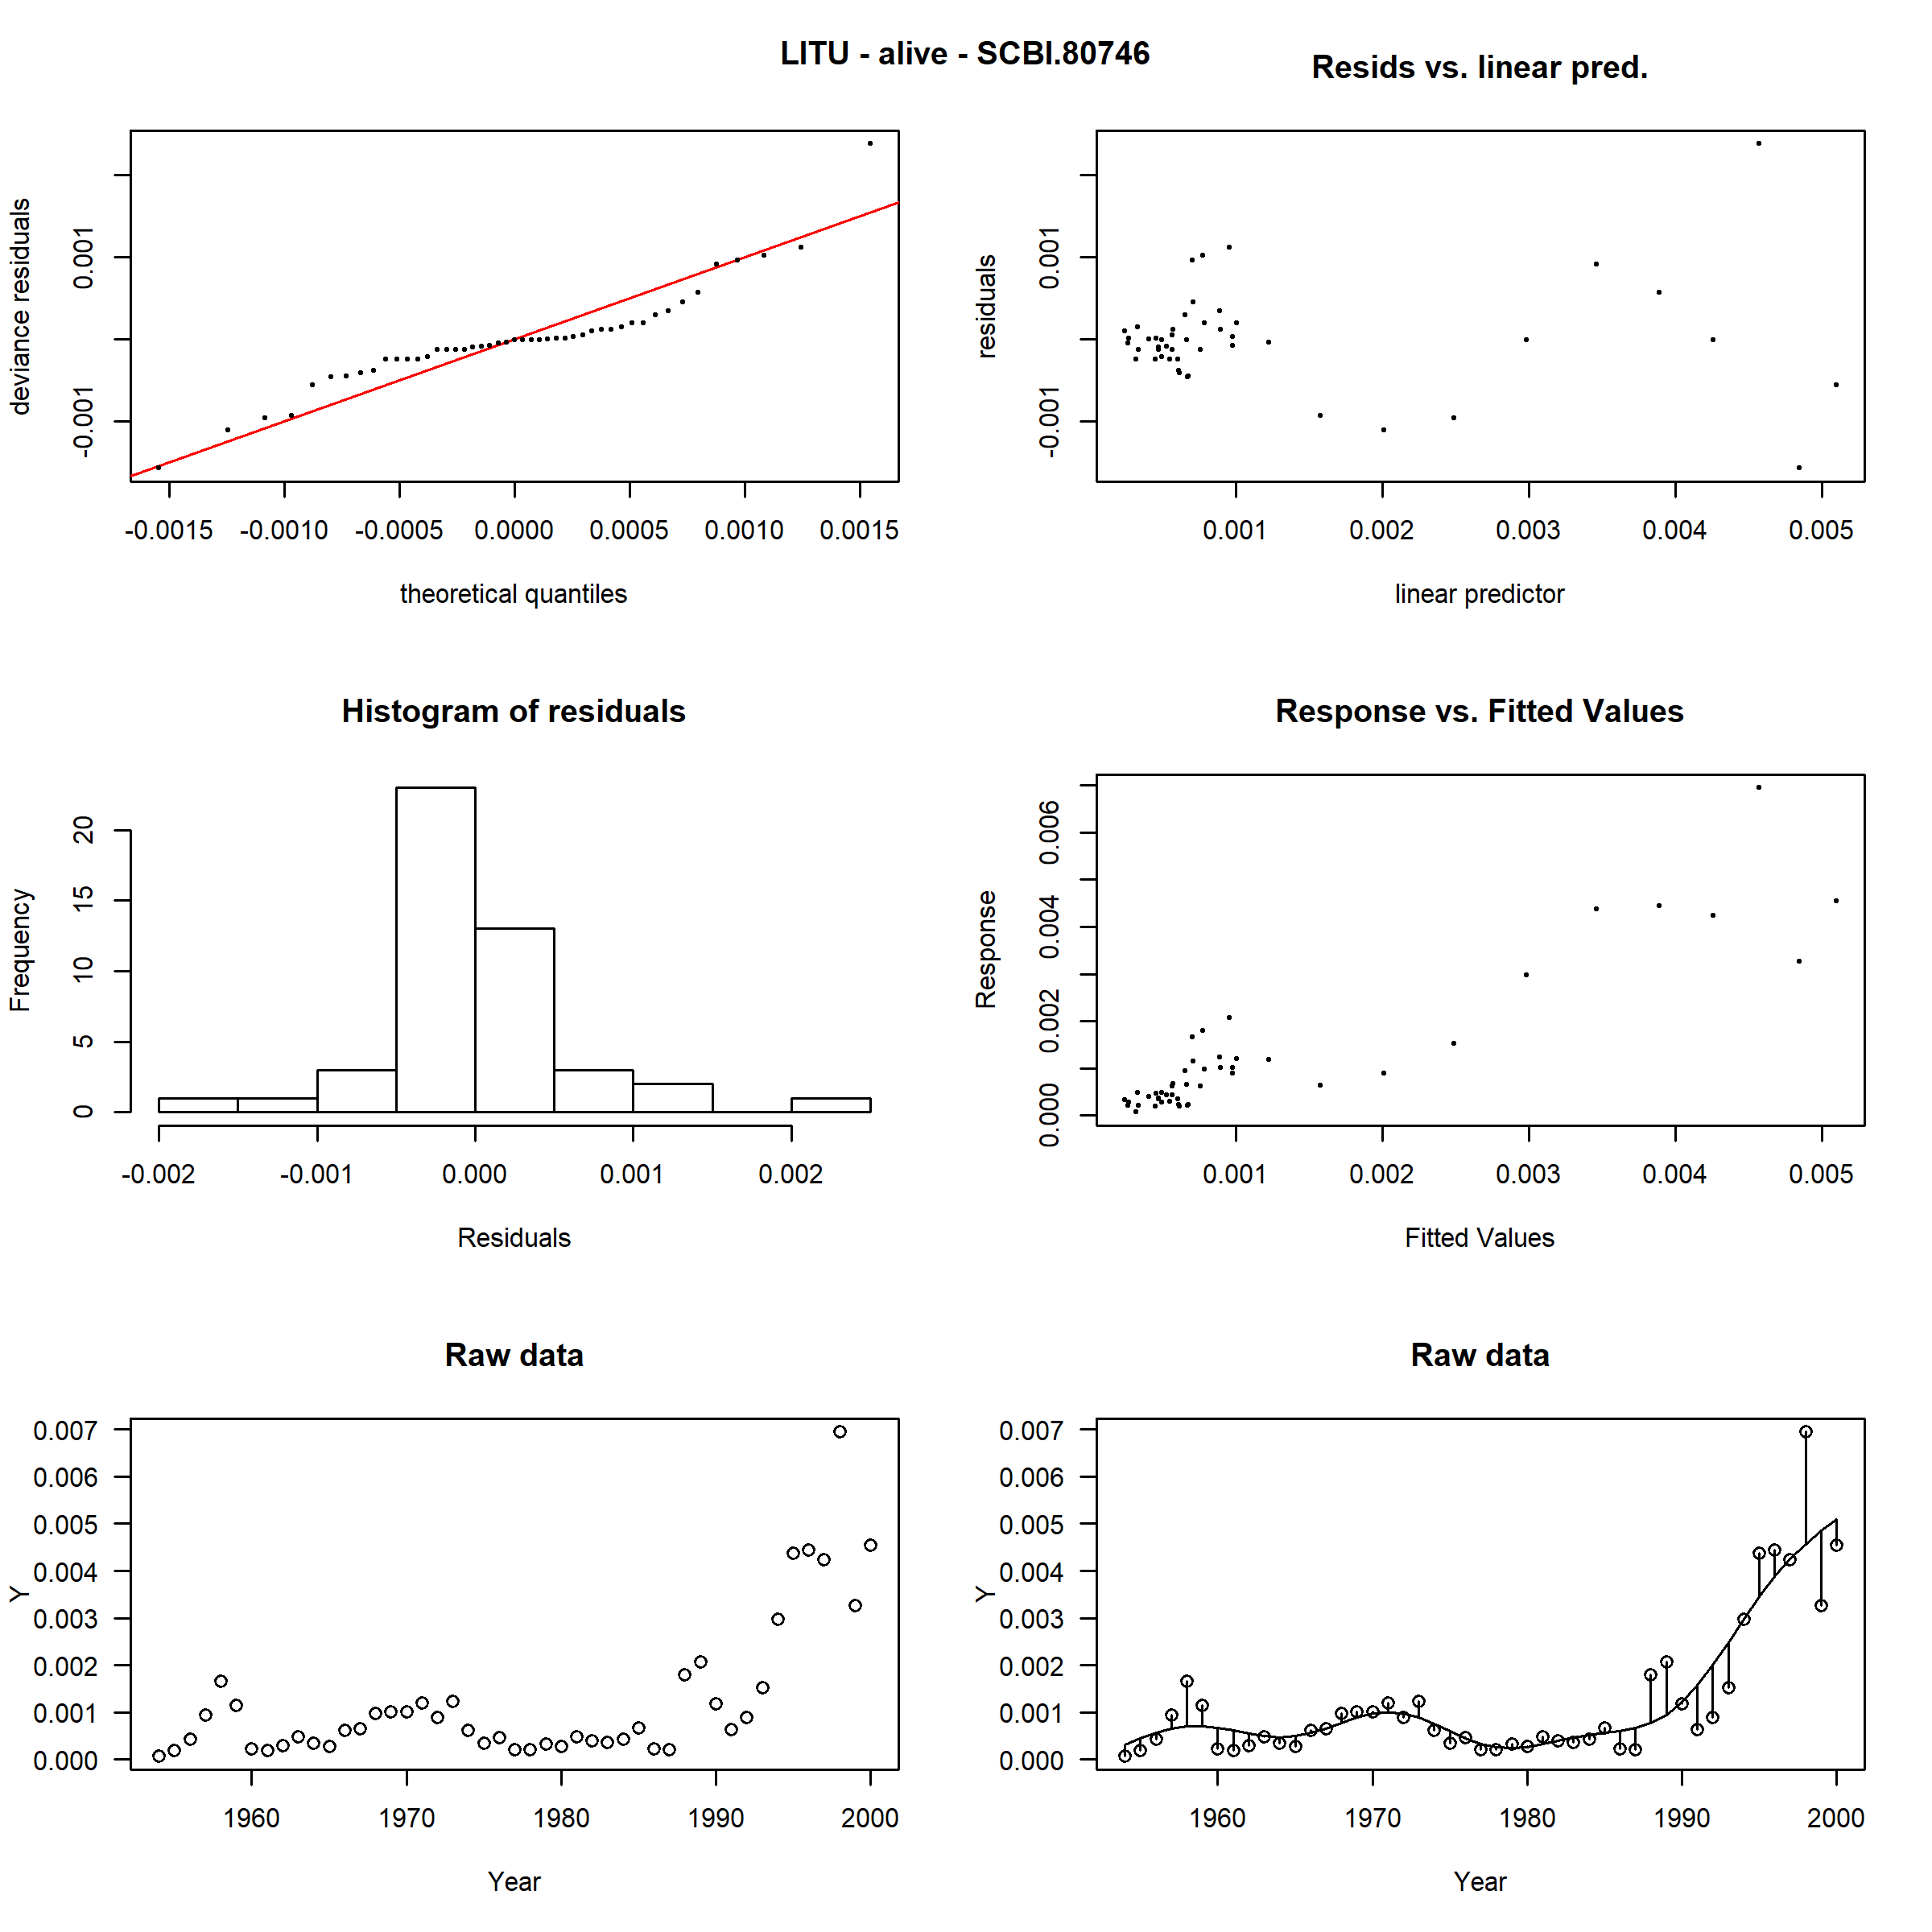 LITU - alive - SCBI.80746
deviance residuals
0.001
-0.001
-0.0015 -0.0010 -0.0005 0.0000 0.0005 0.0010 0.0015
theoretical quantiles
Resids vs. linear pred.
residuals
0.001
-0.001
0.001 0.002 0.003 0.004 0.005
linear predictor
Histogram of residuals
Frequency
20
15
10
5
0
-0.002 -0.001 0.000 0.001 0.002
Residuals
Response vs. Fitted Values
Response
0.006
0.004
0.002
0.000
0.001 0.002 0.003 0.004 0.005
Fitted Values
Raw data
Y
0.007
0.006
0.005
0.004
0.003
0.002
0.001
0.000
1960 1970 1980 1990 2000
Year
Raw data
Y
0.007
0.006
0.005
0.004
0.003
0.002
0.001
0.000
1960 1970 1980 1990 2000
Year